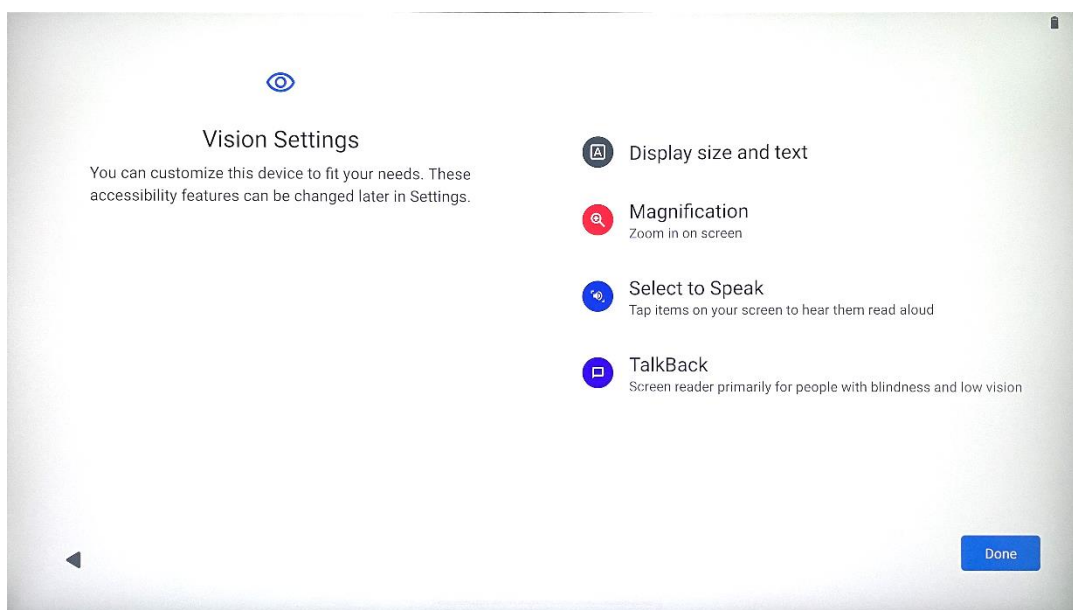 Vision Settings
You can customize this device to fit your needs. These
accessibility features can be changed later in Settings.
Display size and text
Magnification
Zoom in on screen
Select to Speak
Tap items on your screen to hear them read aloud
TalkBack
Screen reader primarily for people with blindness and low vision
Done